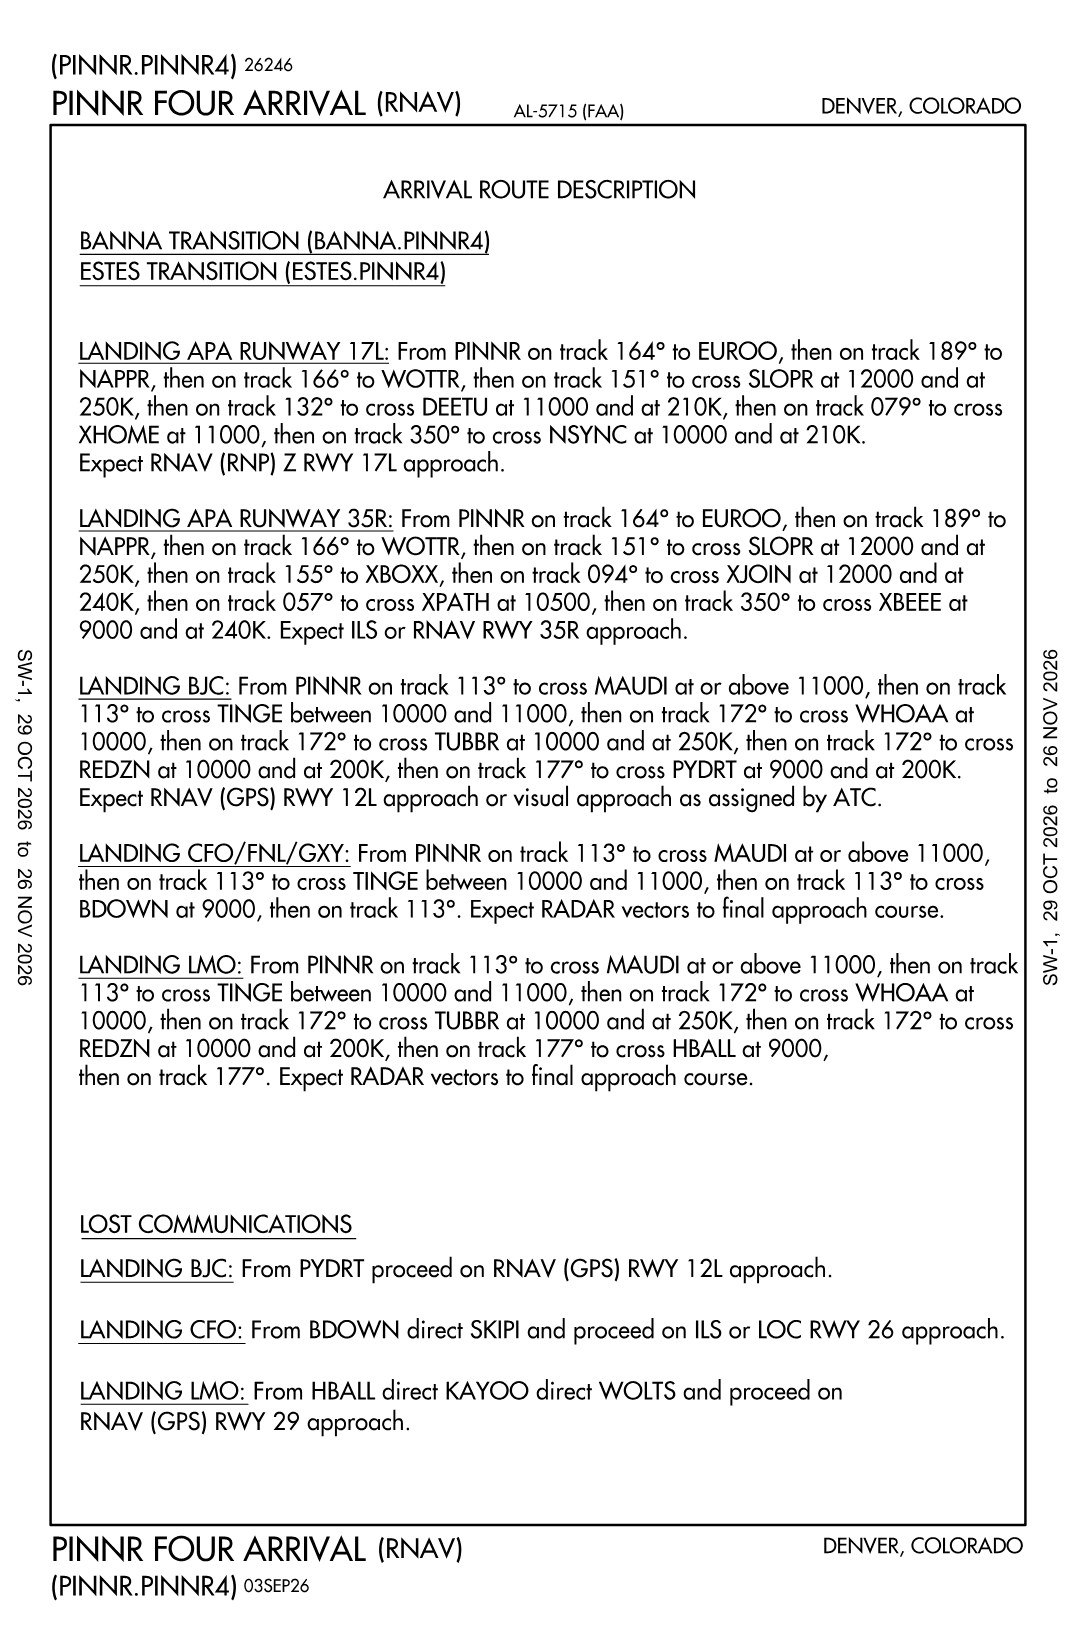 (PINNR.PINNR4) 26246
PINNR FOUR ARRIVAL (RNAV) AL-5715 (FAA) DENVER, COLORADO
ARRIVAL ROUTE DESCRIPTION
BANNA TRANSITION (BANNA.PINNR4)
ESTES TRANSITION (ESTES.PINNR4)
LANDING APA RUNWAY 17L: From PINNR on track 164° to EUROO, then on track 189° to
NAPPR, then on track 166° to WOTTR, then on track 151° to cross SLOPR at 12000 and at
250K, then on track 132° to cross DEETU at 11000 and at 210K, then on track 079° to cross
XHOME at 11000, then on track 350° to cross NSYNC at 10000 and at 210K.
Expect RNAV (RNP) Z RWY 17L approach.
LANDING APA RUNWAY 35R: From PINNR on track 164° to EUROO, then on track 189° to
NAPPR, then on track 166° to WOTTR, then on track 151° to cross SLOPR at 12000 and at
250K, then on track 155° to XBOXX, then on track 094° to cross XJOIN at 12000 and at
240K, then on track 057° to cross XPATH at 10500, then on track 350° to cross XBEEE at
9000 and at 240K. Expect ILS or RNAV RWY 35R approach.
LANDING BJC: From PINNR on track 113° to cross MAUDI at or above 11000, then on track
113° to cross TINGE between 10000 and 11000, then on track 172° to cross WHOAA at
10000, then on track 172° to cross TUBBR at 10000 and at 250K, then on track 172° to cross
REDZN at 10000 and at 200K, then on track 177° to cross PYDRT at 9000 and at 200K.
Expect RNAV (GPS) RWY 12L approach or visual approach as assigned by ATC.
LANDING CFO/FNL/GXY: From PINNR on track 113° to cross MAUDI at or above 11000,
then on track 113° to cross TINGE between 10000 and 11000, then on track 113° to cross
BDOWN at 9000, then on track 113°. Expect RADAR vectors to final approach course.
LANDING LMO: From PINNR on track 113° to cross MAUDI at or above 11000, then on track
113° to cross TINGE between 10000 and 11000, then on track 172° to cross WHOAA at
10000, then on track 172° to cross TUBBR at 10000 and at 250K, then on track 172° to cross
REDZN at 10000 and at 200K, then on track 177° to cross HBALL at 9000,
then on track 177°. Expect RADAR vectors to final approach course.
LOST COMMUNICATIONS
LANDING BJC: From PYDRT proceed on RNAV (GPS) RWY 12L approach.
LANDING CFO: From BDOWN direct SKIPI and proceed on ILS or LOC RWY 26 approach.
LANDING LMO: From HBALL direct KAYOO direct WOLTS and proceed on
RNAV (GPS) RWY 29 approach.
SW-1, 29 OCT 2026 to 26 NOV 2026
SW-1, 29 OCT 2026 to 26 NOV 2026
PINNR FOUR ARRIVAL (RNAV) DENVER, COLORADO
(PINNR.PINNR4) 03SEP26